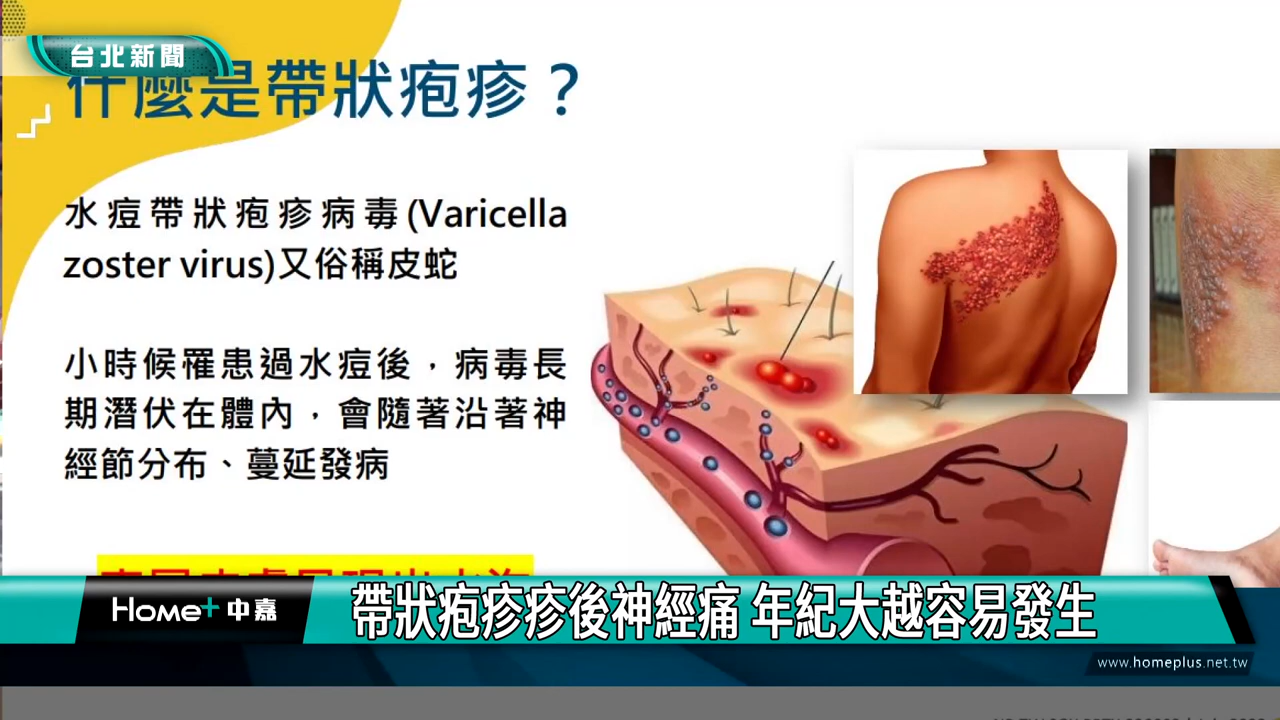 台北新聞
什麼是帶狀疱疹？
水痘帶狀疱疹病毒(Varicella
zoster virus)又俗稱皮蛇
小時候罹患過水痘後，病毒長
期潛伏在體內，會隨著沿著神
經節分布、蔓延發病
Home+中嘉
帶狀疱疹疹後神經痛 年紀大越容易發生
www.homeplus.net.tw